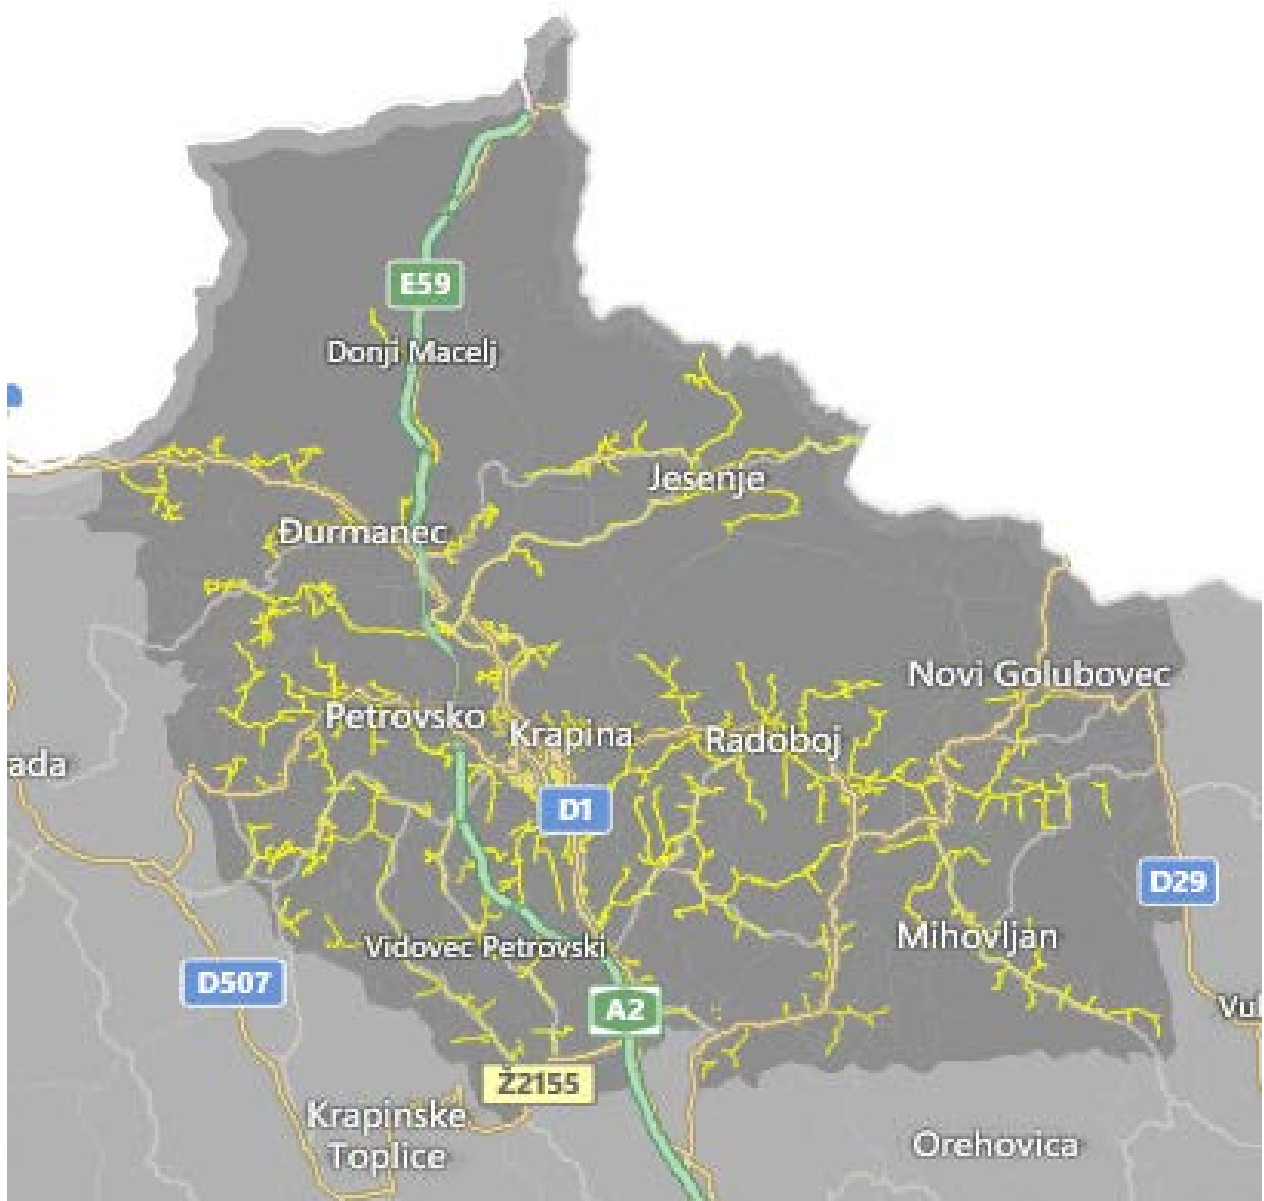 E59
Donji Macelj
Jesenje
Đurmanec
Novi Golubovec
Petrovsko
Krapina
Radoboj
ada
D1
D29
Mihovljan
Vidovec Petrovski
D507
A2
Vul
Ž2155
Krapinske
Toplice
Orehovica